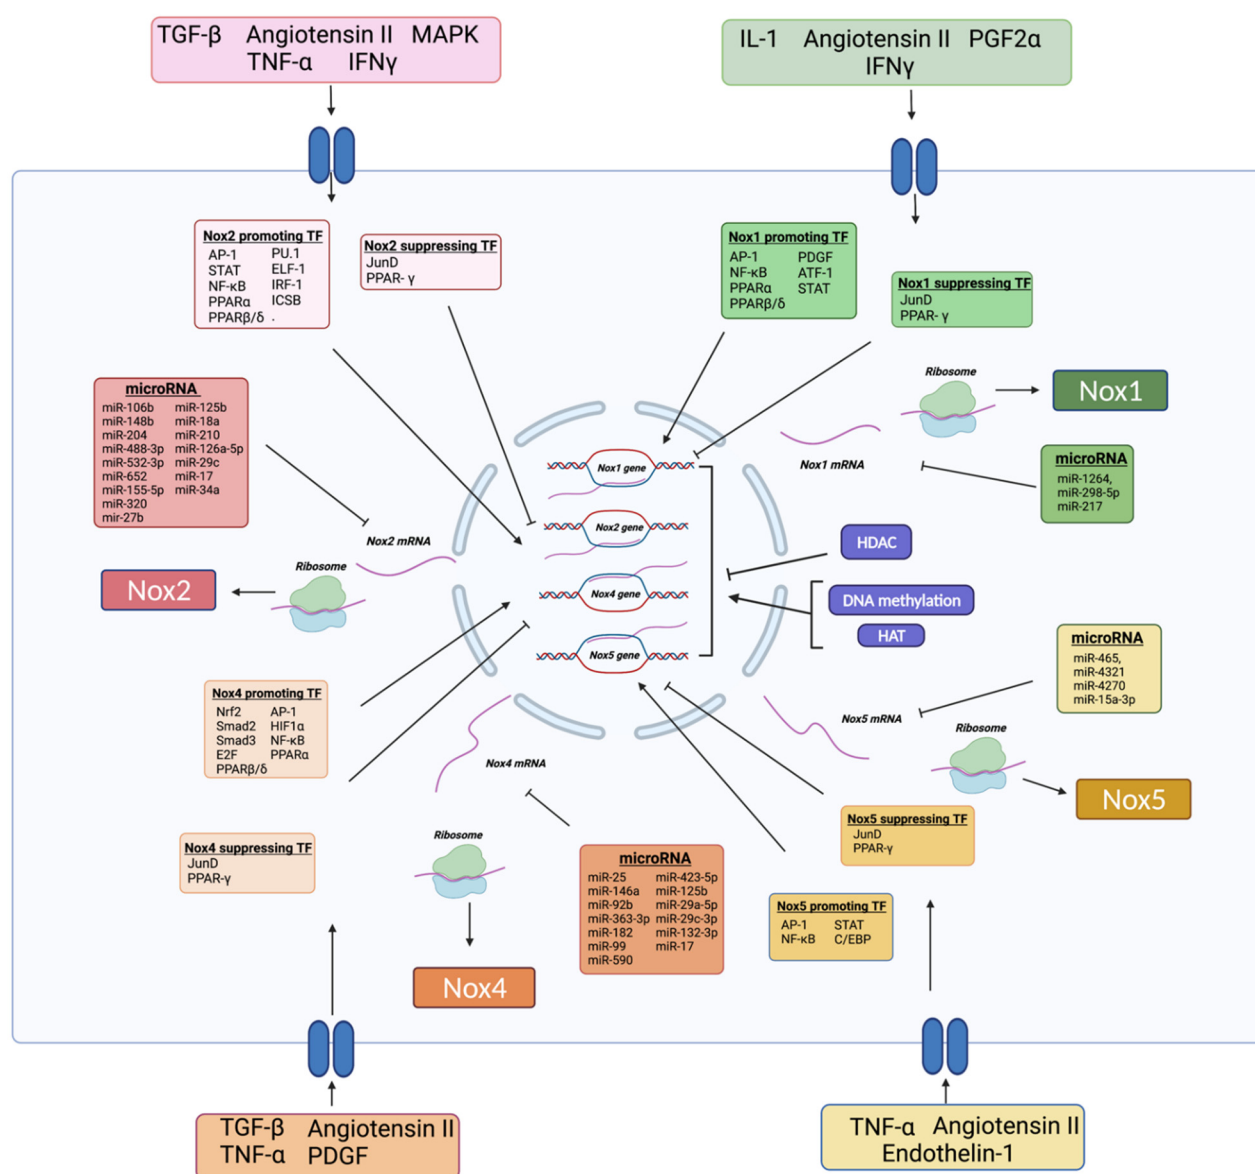 TGF-β Angiotensin II MAPK
TNF-α IFNγ
IL-1 Angiotensin II PGF2α
IFNγ
Nox2 promoting TF
AP-1 PU.1
STAT ELF-1
NF-κB IRF-1
PPARα ICSB
PPARβ/δ .
Nox2 suppressing TF
JunD
PPAR- γ
Nox1 promoting TF
AP-1 PDGF
NF-κB ATF-1
PPARα STAT
PPARβ/δ
Nox1 suppressing TF
JunD
PPAR- γ
microRNA
miR-106b miR-125b
miR-148b miR-18a
miR-204 miR-210
miR-488-3p miR-126a-5p
miR-532-3p miR-29c
miR-652 miR-17
miR-155-5p miR-34a
miR-320
mir-27b
Ribosome
Nox1
Nox1 mRNA
microRNA
miR-1264,
miR-298-5p
miR-217
Nox1 gene
Nox2 gene
Nox4 gene
Nox5 gene
Nox2 mRNA
Ribosome
Nox2
HDAC
DNA methylation
HAT
microRNA
miR-465,
miR-4321
miR-4270
miR-15a-3p
Nox4 promoting TF
Nrf2 AP-1
Smad2 HIF1α
Smad3 NF-κB
E2F PPARα
PPARβ/δ
Nox5 mRNA
Ribosome
Nox5
Nox4 mRNA
Nox4 suppressing TF
JunD
PPAR-γ
Ribosome
Nox4
microRNA
miR-25 miR-423-5p
miR-146a miR-125b
miR-92b miR-29a-5p
miR-363-3p miR-29c-3p
miR-182 miR-132-3p
miR-99 miR-17
miR-590
Nox5 suppressing TF
JunD
PPAR-γ
Nox5 promoting TF
AP-1 STAT
NF-κB C/EBP
TGF-β Angiotensin II
TNF-α PDGF
TNF-α Angiotensin II
Endothelin-1